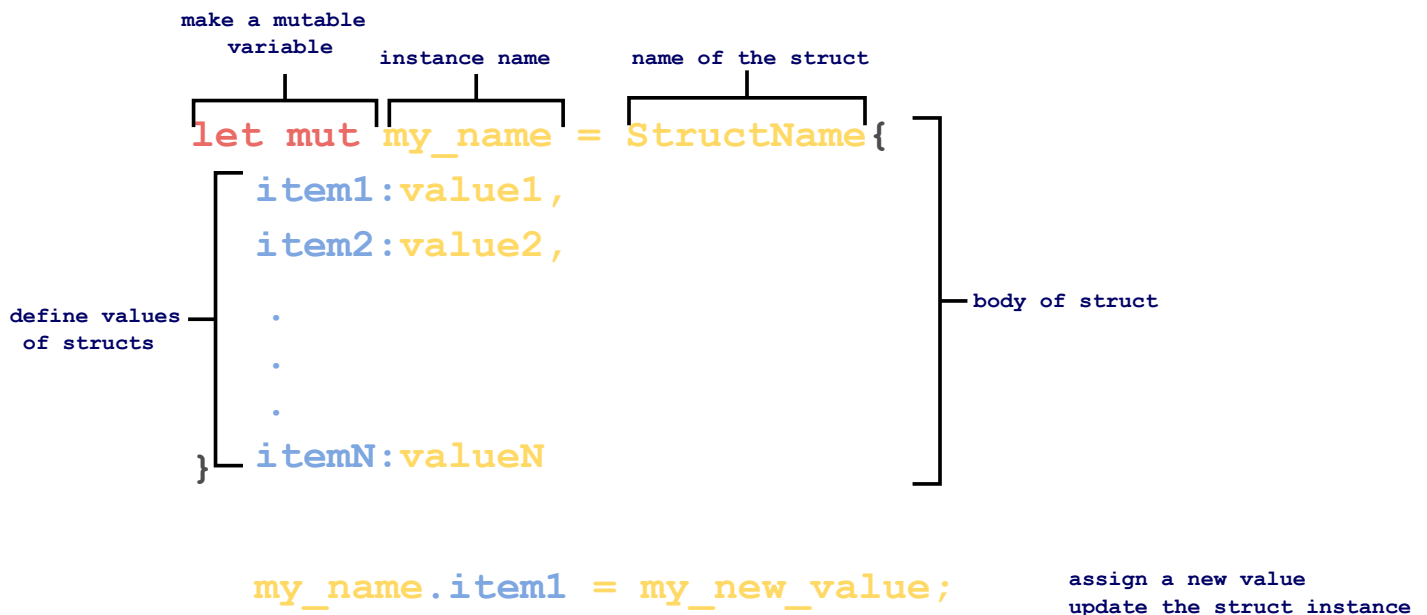 make a mutable
variable
instance name
name of the struct
let mut my_name = StructName{
item1:value1,
item2:value2,
define values
of structs
.
.
.
body of struct
itemN:valueN
}
my_name.item1 = my_new_value;
assign a new value
update the struct instance